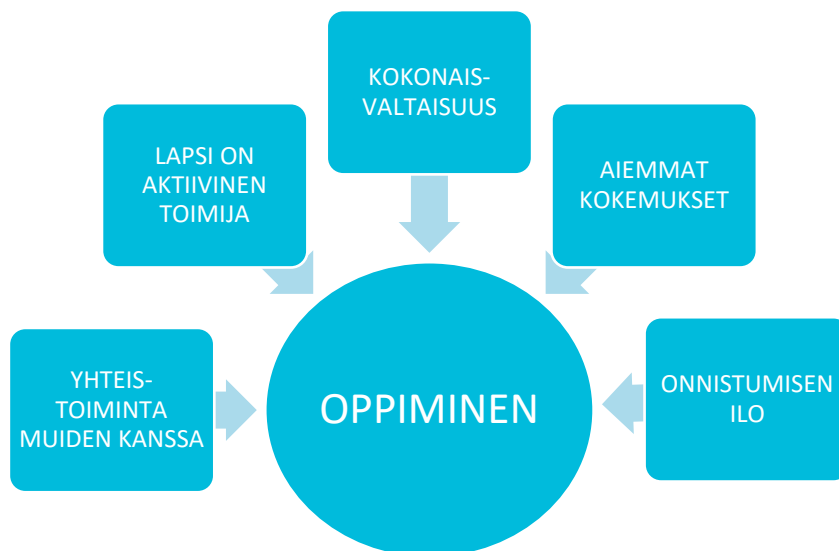 KOKONAIS-
VALTAISUUS
LAPSI ON
AKTIIVINEN
TOIMIJA
AIEMMAT
KOKEMUKSET
YHTEIS-
TOIMINTA
MUIDEN KANSSA
OPPIMINEN
ONNISTUMISEN
ILO